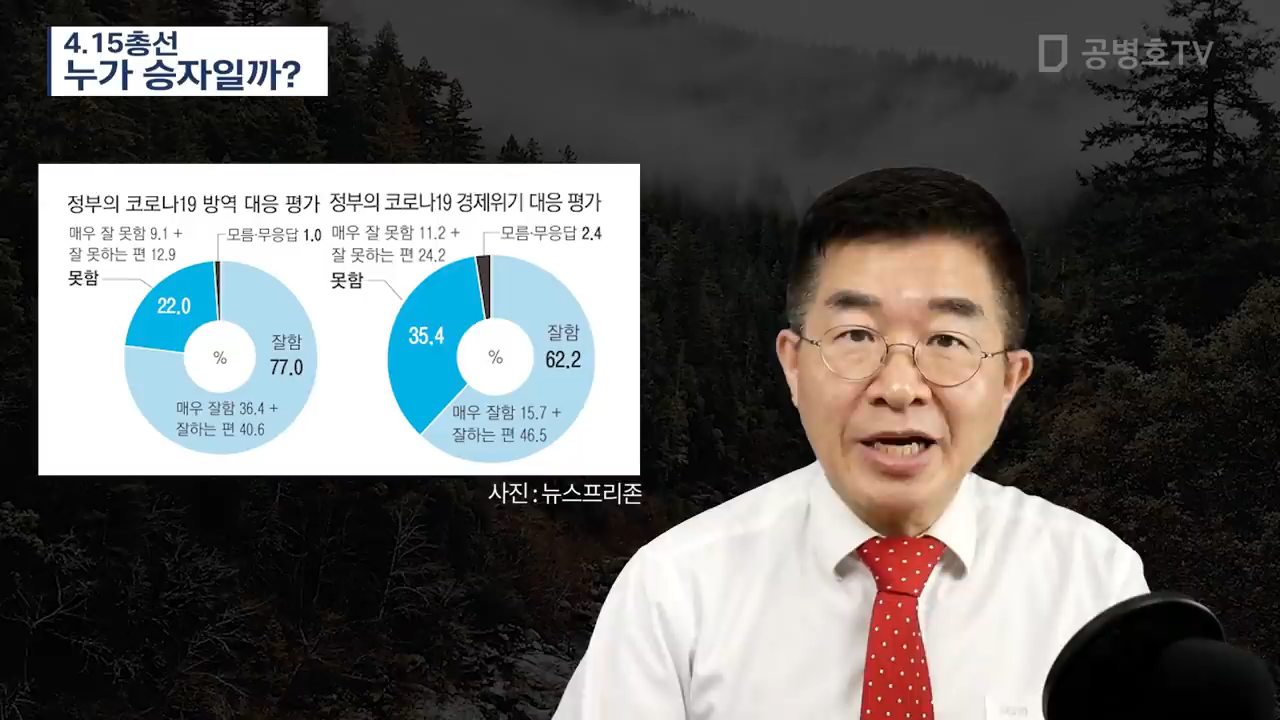 4.15총선
누가 승자일까?
공병호TV
정부의 코로나19 방역 대응 평가
매우 잘 못함 9.1 +
잘 못하는 편 12.9
모름·무응답 1.0
못함
22.0
%
잘함
77.0
매우 잘함 36.4 +
잘하는 편 40.6
정부의 코로나19 경제위기 대응 평가
매우 잘 못함 11.2 +
잘 못하는 편 24.2
모름·무응답 2.4
못함
35.4
%
잘함
62.2
매우 잘함 15.7 +
잘하는 편 46.5
사진 : 뉴스프리존